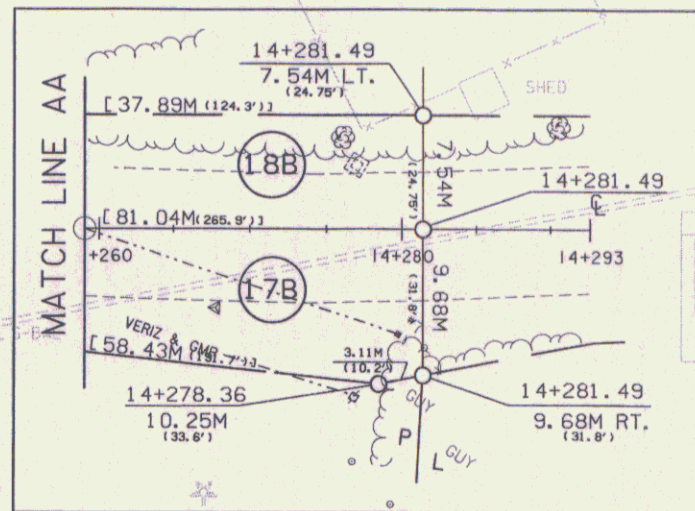 14+281.49
7.54M LT.
(24.75')
SHED
MATCH LINE AA
[37.89M (124.3')]
18B
7.54M
(24.75')
14+281.49
℄
[81.04M (265.9')]
+260
14+280
14+293
17B
9.68M
(31.8')
VERIZ & GMP
[58.43M (191.7')]
3.11M
(10.2')
14+278.36
10.25M
(33.6')
GUY
14+281.49
9.68M RT.
(31.8')
P
L
GUY